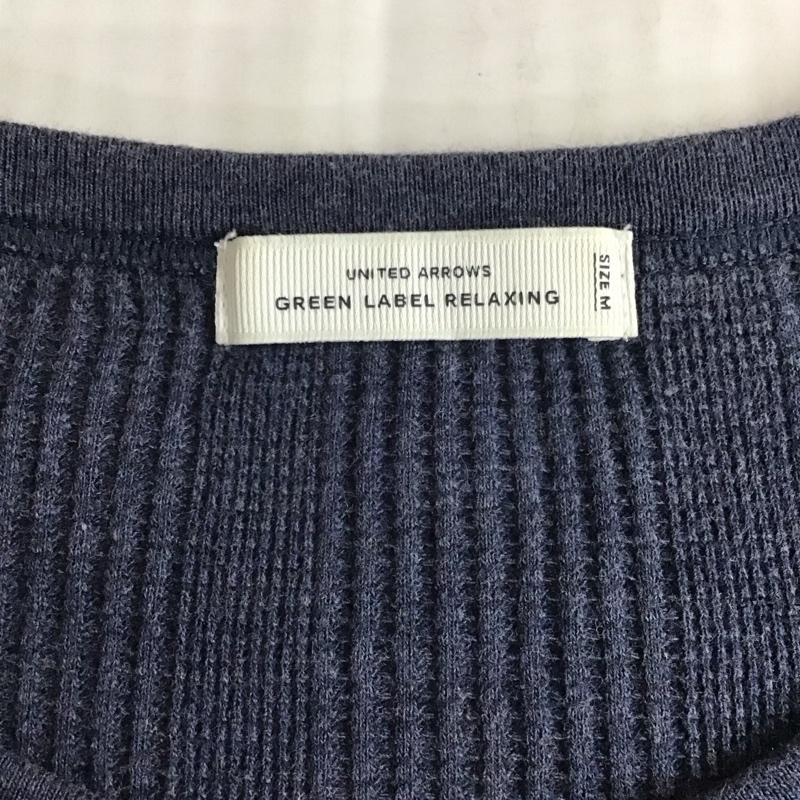 UNITED ARROWS
GREEN LABEL RELAXING
SIZE M